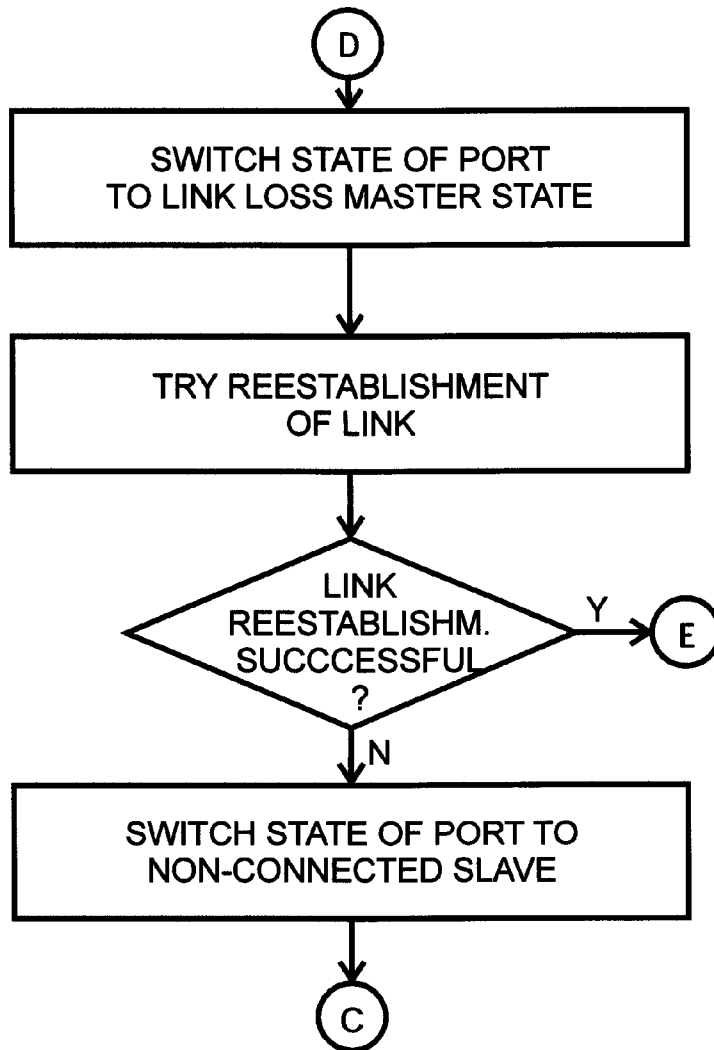 D
SWITCH STATE OF PORT
TO LINK LOSS MASTER STATE
TRY REESTABLISHMENT
OF LINK
LINK
REESTABLISHM.
SUCCCESSFUL
?
Y
E
N
SWITCH STATE OF PORT TO
NON-CONNECTED SLAVE
C